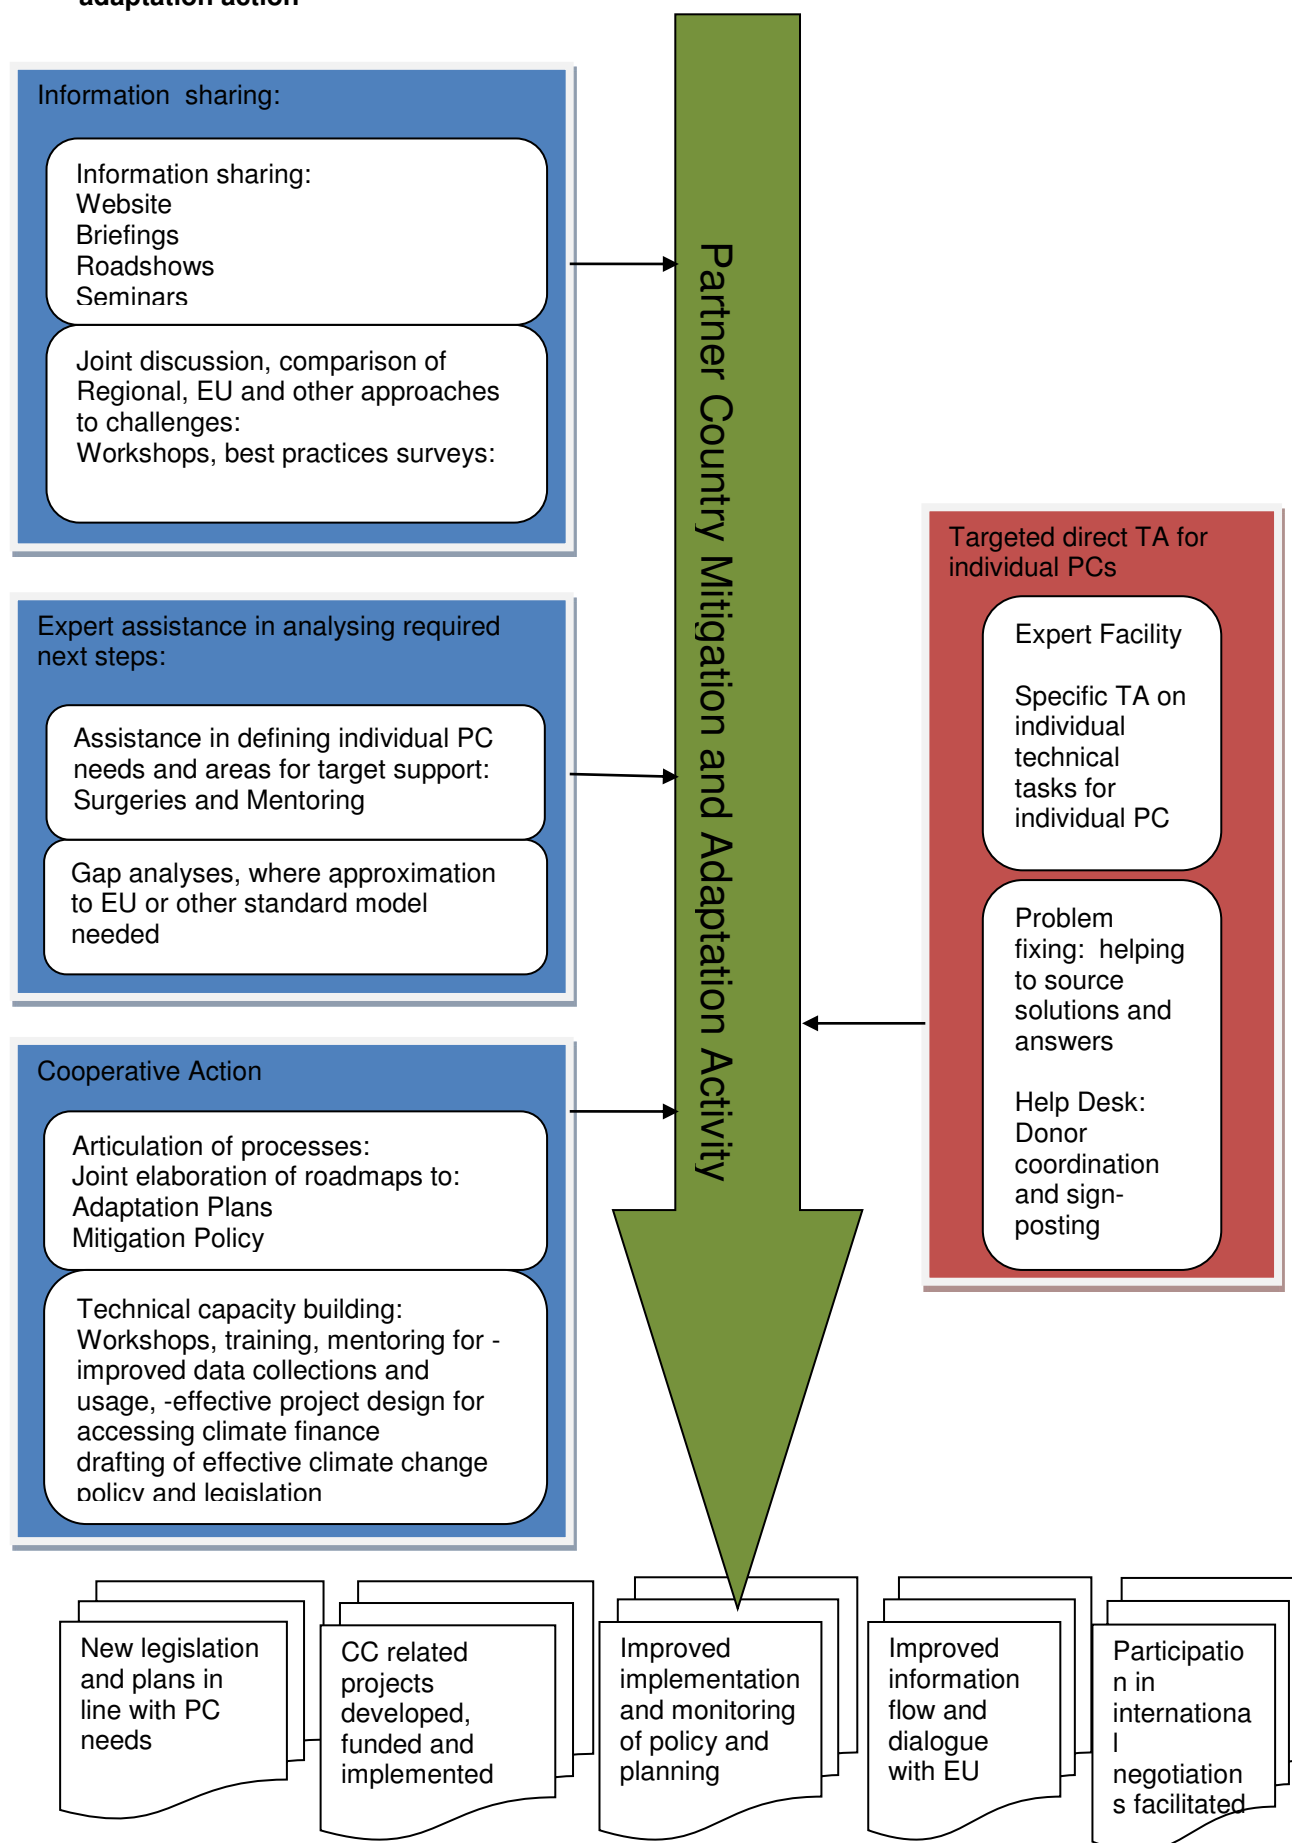 adaptation action
Information  sharing:
Information sharing:
Website
Briefings
Roadshows
Seminars
Joint discussion, comparison of
Regional, EU and other approaches
to challenges:
Workshops, best practices surveys:
Expert assistance in analysing required
next steps:
Assistance in defining individual PC
needs and areas for target support:
Surgeries and Mentoring
Gap analyses, where approximation
to EU or other standard model
needed
Cooperative Action
Articulation of processes:
Joint elaboration of roadmaps to:
Adaptation Plans
Mitigation Policy
Technical capacity building:
Workshops, training, mentoring for -
improved data collections and
usage, -effective project design for
accessing climate finance
drafting of effective climate change
policy and legislation
Partner Country Mitigation and Adaptation Activity
Targeted direct TA for
individual PCs
Expert Facility
Specific TA on
individual
technical
tasks for
individual PC
Problem
fixing:  helping
to source
solutions and
answers
Help Desk:
Donor
coordination
and sign-
posting
New legislation
and plans in
line with PC
needs
CC related
projects
developed,
funded and
implemented
Improved
implementation
and monitoring
of policy and
planning
Improved
information
flow and
dialogue
with EU
Participatio
n in
internationa
l
negotiation
s facilitated